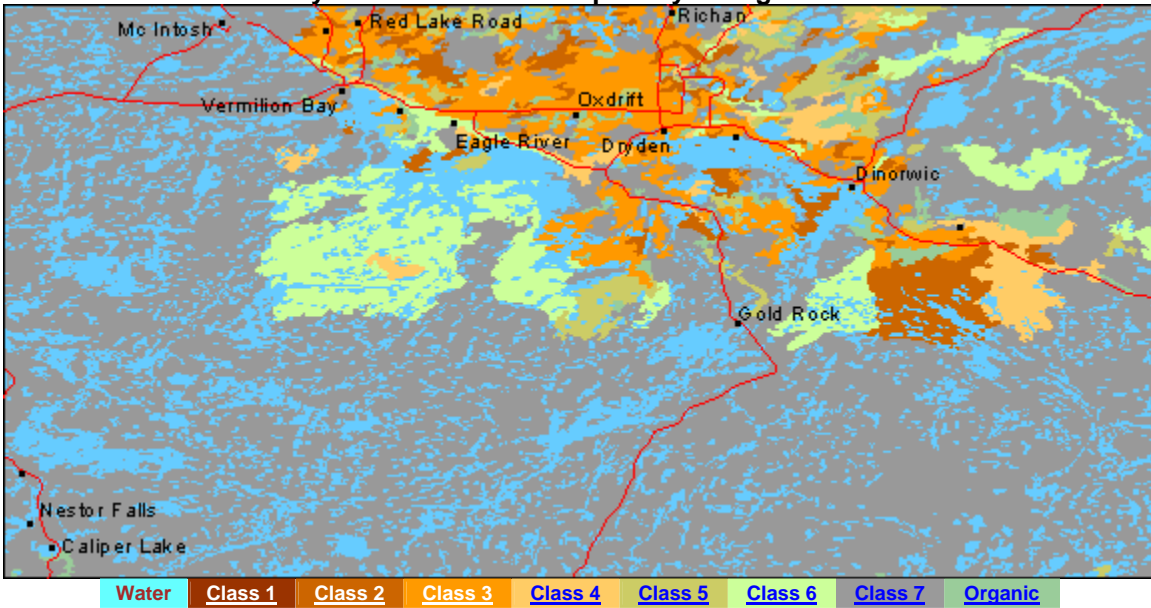 Mc Intosh
Red Lake Road
Richan
Vermilion Bay
Oxdrift
Eagle River
Dryden
Dinorwic
Gold Rock
Nestor Falls
Caliper Lake
Water Class 1 Class 2 Class 3 Class 4 Class 5 Class 6 Class 7 Organic